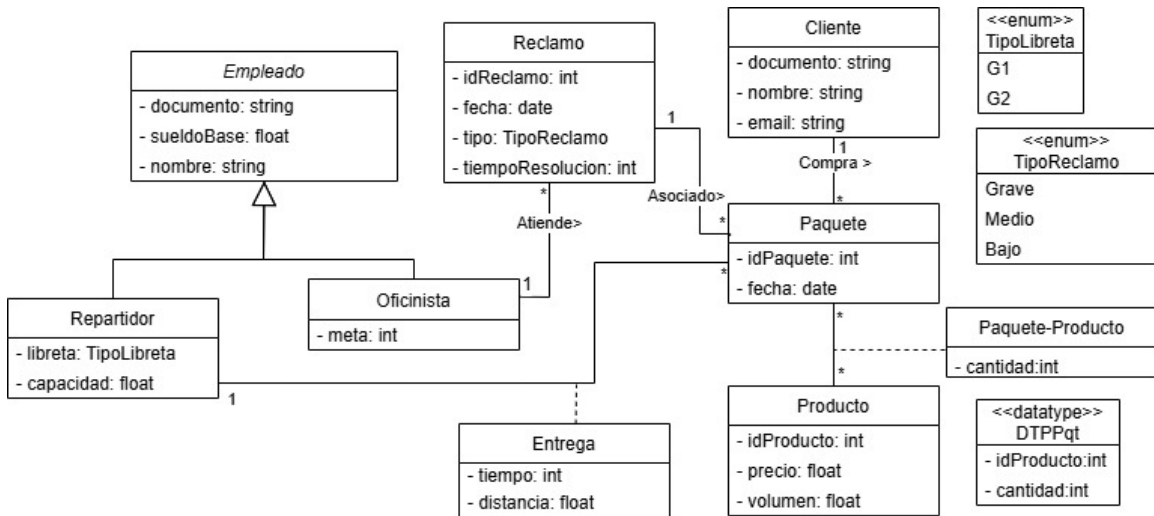 Empleado
- documento: string
- sueldoBase: float
- nombre: string
Reclamo
- idReclamo: int
- fecha: date
- tipo: TipoReclamo
- tiempoResolucion: int
Cliente
- documento: string
- nombre: string
- email: string
<<enum>>
TipoLibreta
G1
G2
<<enum>>
TipoReclamo
Grave
Medio
Bajo
1
Asociado>
*
1
Compra >
*
*
Atiende>
1
Paquete
- idPaquete: int
- fecha: date
Repartidor
- libreta: TipoLibreta
- capacidad: float
Oficinista
- meta: int
1
*
Entrega
- tiempo: int
- distancia: float
*
*
Paquete-Producto
- cantidad:int
Producto
- idProducto: int
- precio: float
- volumen: float
<<datatype>>
DTPPqt
- idProducto:int
- cantidad:int